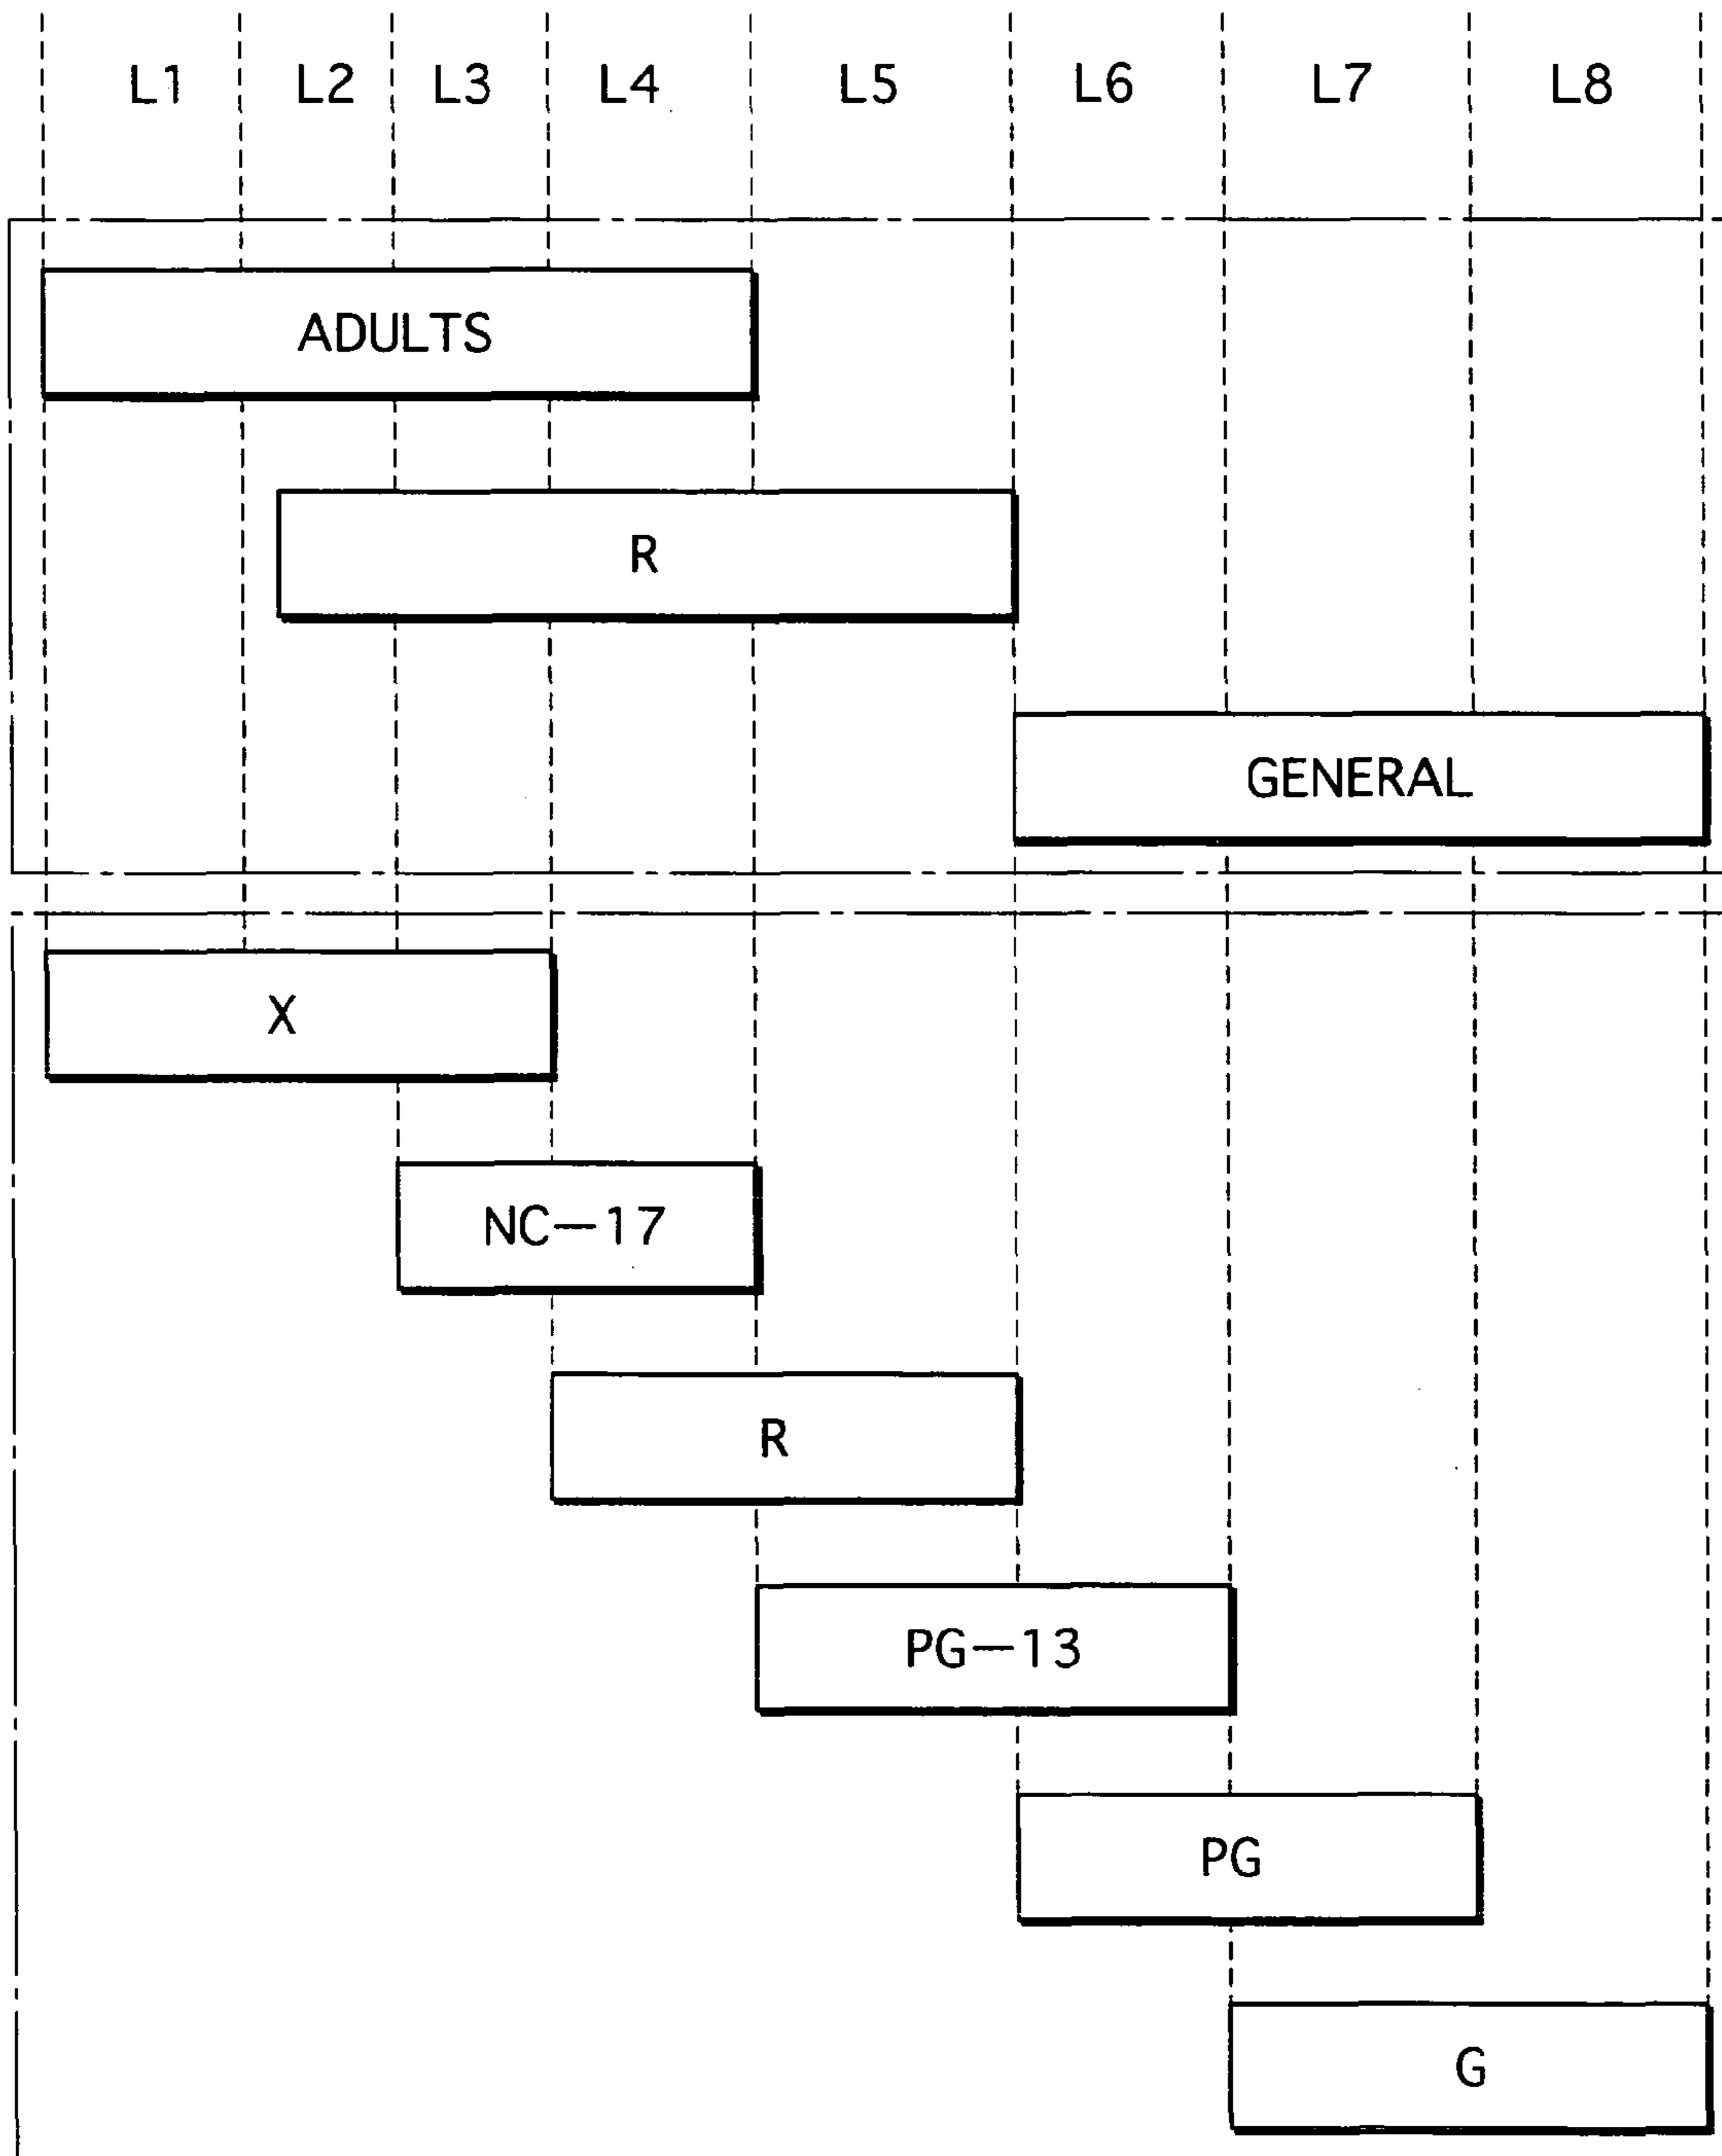 L1 L2 L3 L4 L5 L6 L7 L8
ADULTS
R
GENERAL
X
NC-17
R
PG-13
PG
G